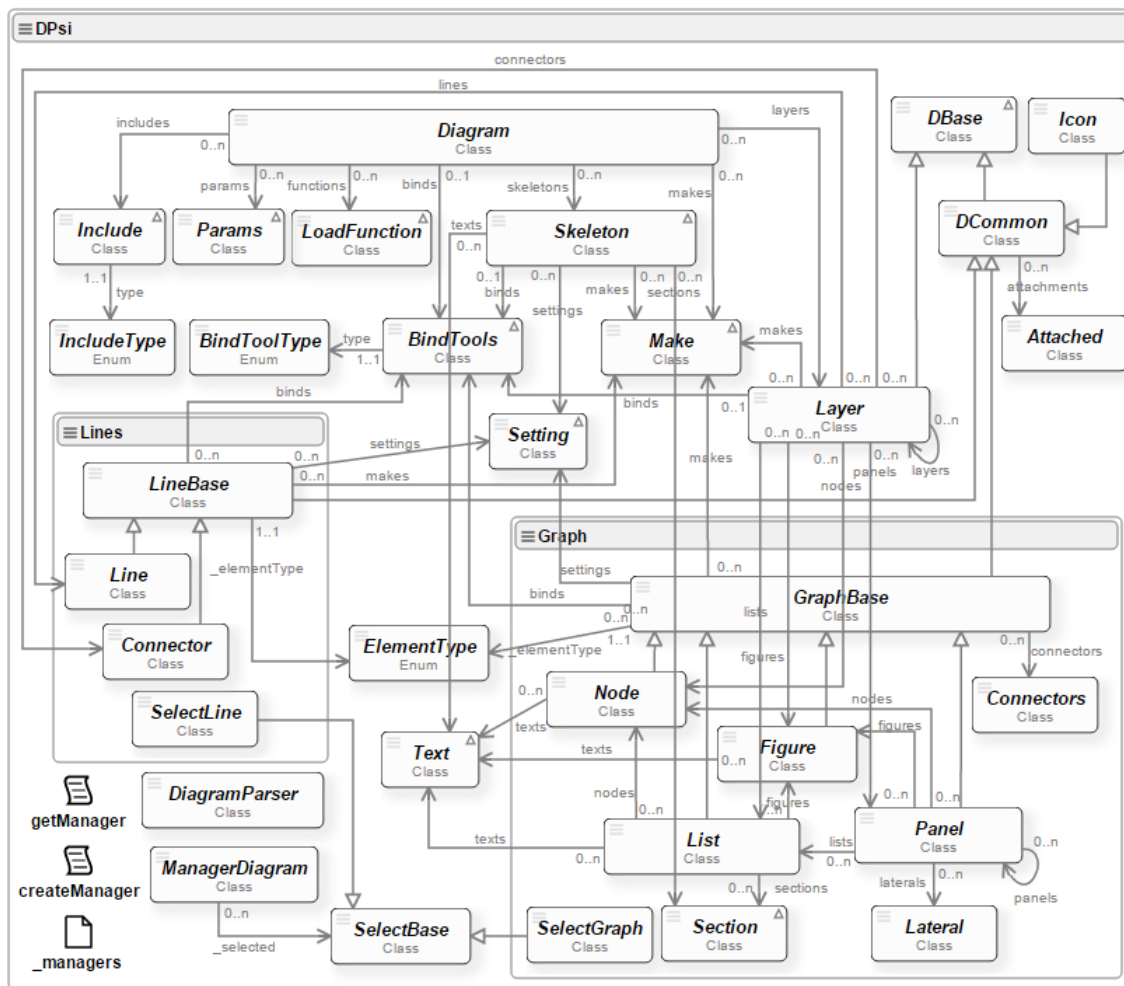 DPsi
connectors
lines
includes
0..n
Diagram
Class
0..n
layers
DBase
Class
Icon
Class
params
0..n
functions
0..n
binds
0..1
skeletons
0..n
makes
0..n
Include
Class
Params
Class
LoadFunction
Class
texts
0..n
Skeleton
Class
DCommon
Class
1..1
type
0..1
binds
0..n
settings
makes
0..n
sections
0..n
0..n
attachments
IncludeType
Enum
BindToolType
Enum
type
1..1
BindTools
Class
Make
Class
makes
0..n
Attached
Class
0..n
0..n
binds
binds
0..1
Layer
Class
0..n
layers
Lines
settings
Setting
Class
makes
0..n
0..n
0..n
panels
0..n
nodes
0..n
0..n
0..n
makes
LineBase
Class
1..1
_elementType
Graph
Line
Class
settings
0..n
binds
0..n
GraphBase
Class
lists
0..n
1..1
_elementType
Connector
Class
ElementType
Enum
figures
0..n
connectors
SelectLine
Class
0..n
Node
Class
nodes
Connectors
Class
texts
Text
Class
texts
0..n
Figure
Class
figures
getManager
DiagramParser
Class
nodes
0..n
figures
0..n
0..n
0..n
texts
0..n
List
Class
lists
0..n
Panel
Class
0..n
panels
createManager
ManagerDiagram
Class
0..n
sections
laterals
0..n
0..n
_selected
SelectBase
Class
SelectGraph
Class
Section
Class
Lateral
Class
_managers